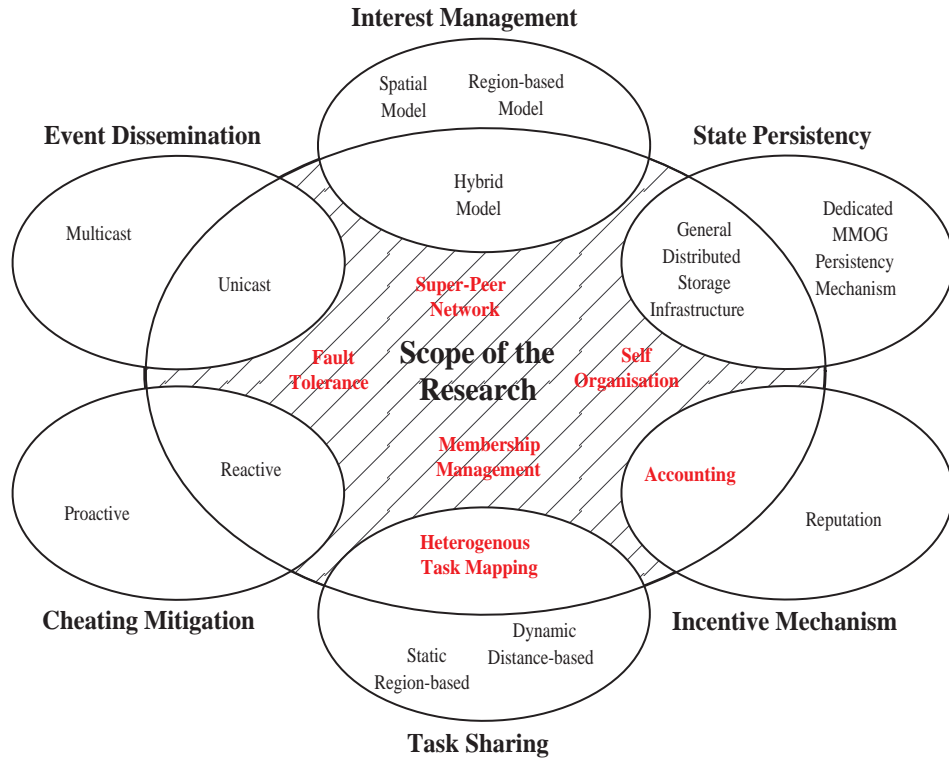 Interest Management
Spatial
Model
Region-based
Model
Hybrid
Model
Event Dissemination
Multicast
Unicast
State Persistency
General
Distributed
Storage
Infrastructure
Dedicated
MMOG
Persistency
Mechanism
Super-Peer
Network
Fault
Tolerance
Scope of the
Research
Self
Organisation
Membership
Management
Reactive
Proactive
Cheating Mitigation
Accounting
Reputation
Incentive Mechanism
Heterogenous
Task Mapping
Static
Region-based
Dynamic
Distance-based
Task Sharing